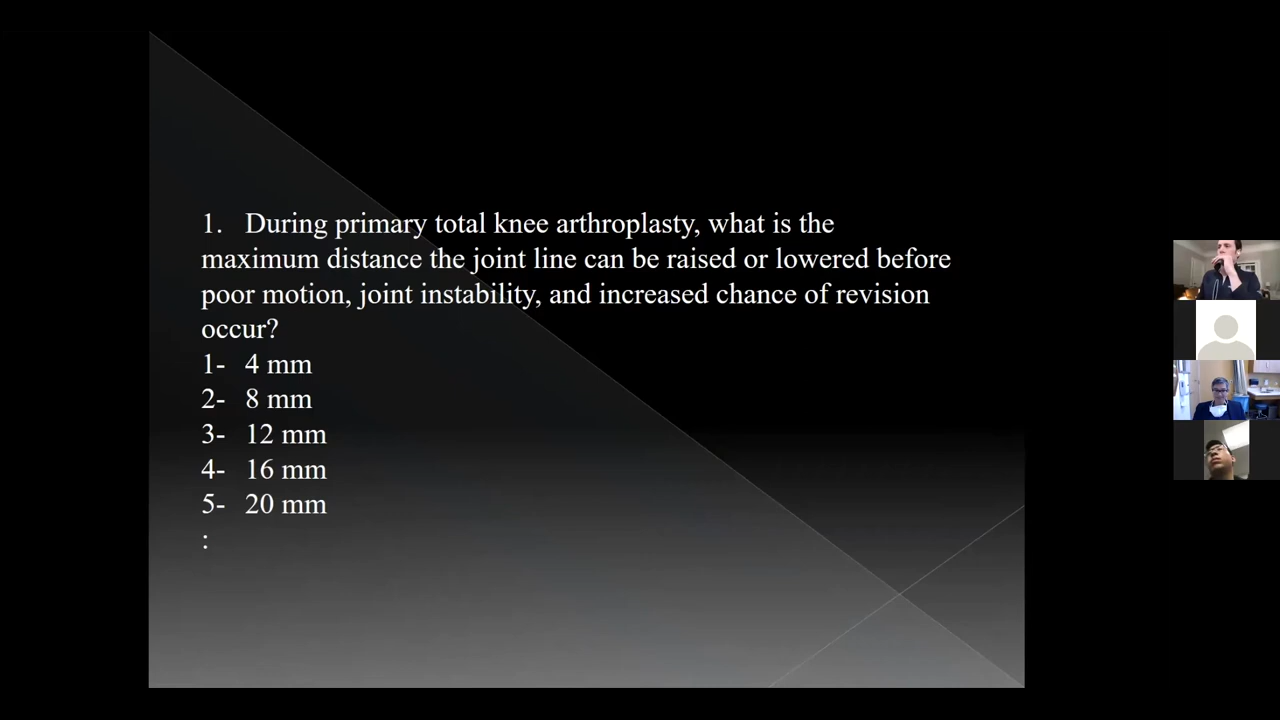 1. During primary total knee arthroplasty, what is the
maximum distance the joint line can be raised or lowered before
poor motion, joint instability, and increased chance of revision
occur?
1- 4 mm
2- 8 mm
3- 12 mm
4- 16 mm
5- 20 mm
: